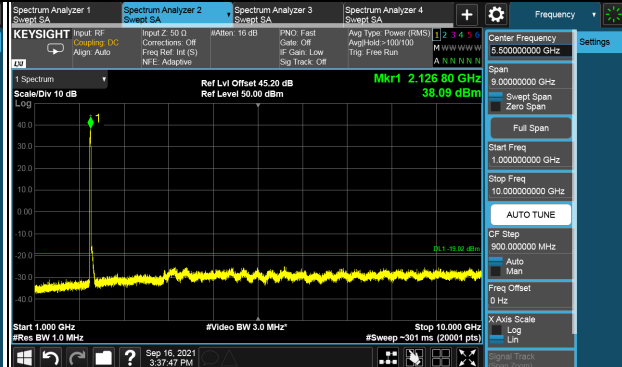 Spectrum Analyzer 1
Swept SA
Spectrum Analyzer 2
Swept SA
Spectrum Analyzer 3
Swept SA
Spectrum Analyzer 4
Swept SA
+
Frequency
Settings
KEYSIGHT
Input: RF
Coupling: DC
Align: Auto
Input Z: 50 Ω
Corrections: Off
Freq Ref: Int (S)
NFE: Adaptive
#Atten: 16 dB
PNO: Fast
Gate: Off
IF Gain: Low
Sig Track: Off
Avg Type: Power (RMS)
Avg|Hold:>100/100
Trig: Free Run
1 2 3 4 5 6
M W W W W W
A N N N N N
LXI
1 Spectrum
Scale/Div 10 dB
Ref Lvl Offset 45.20 dB
Ref Level 50.00 dBm
Mkr1 2.126 80 GHz
38.09 dBm
Log
1
40.0
30.0
20.0
10.0
0.00
-10.0
-20.0
-30.0
-40.0
DL1 -19.02 dBm
Start 1.000 GHz
#Res BW 1.0 MHz
#Video BW 3.0 MHz*
Stop 10.000 GHz
#Sweep ~301 ms (20001 pts)
Center Frequency
5.500000000 GHz
Span
9.00000000 GHz
Swept Span
Zero Span
Full Span
Start Freq
1.000000000 GHz
Stop Freq
10.000000000 GHz
AUTO TUNE
CF Step
900.000000 MHz
Auto
Man
Freq Offset
0 Hz
X Axis Scale
Log
Lin
Signal Track
(Span Zoom)
?
Sep 16, 2021
3:37:47 PM